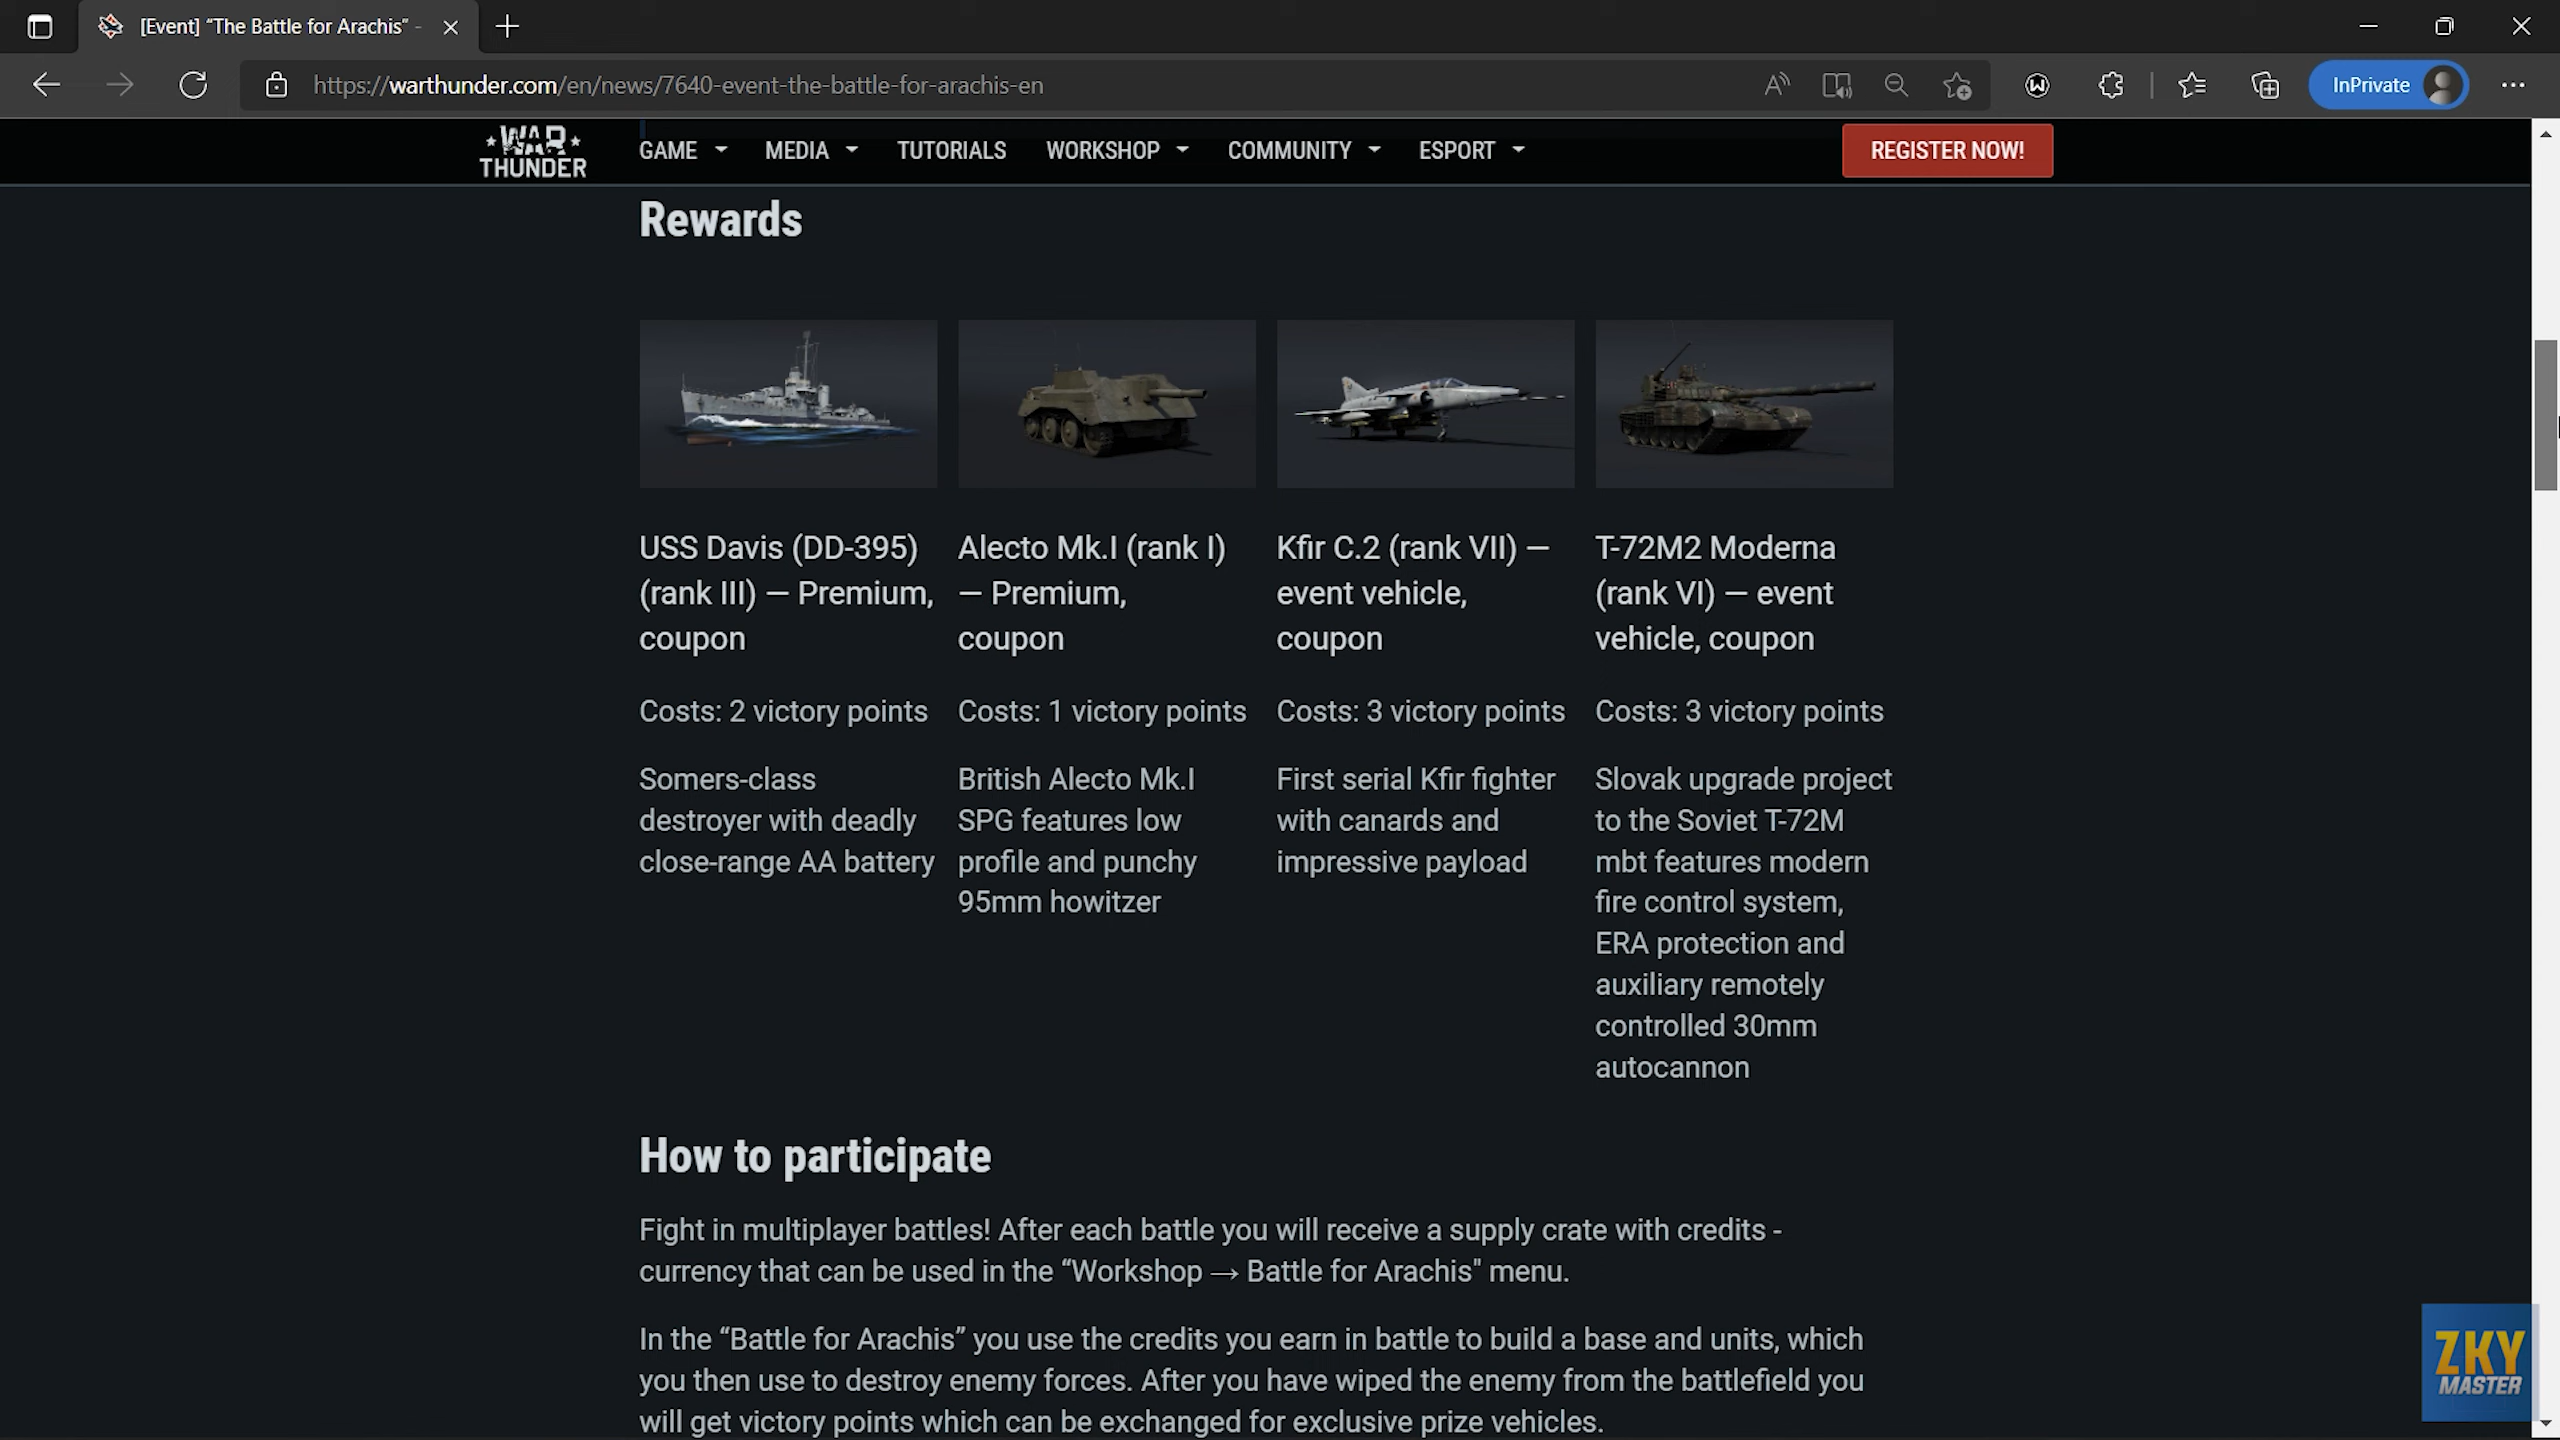 [Event] “The Battle for Arachis” -
https://warthunder.com/en/news/7640-event-the-battle-for-arachis-en
InPrivate
WAR
THUNDER
GAME
MEDIA
TUTORIALS
WORKSHOP
COMMUNITY
ESPORT
REGISTER NOW!
Rewards
USS Davis (DD-395)
(rank III) — Premium,
coupon
Costs: 2 victory points
Somers-class
destroyer with deadly
close-range AA battery
Alecto Mk.I (rank I)
— Premium,
coupon
Costs: 1 victory points
British Alecto Mk.I
SPG features low
profile and punchy
95mm howitzer
Kfir C.2 (rank VII) —
event vehicle,
coupon
Costs: 3 victory points
First serial Kfir fighter
with canards and
impressive payload
T-72M2 Moderna
(rank VI) — event
vehicle, coupon
Costs: 3 victory points
Slovak upgrade project
to the Soviet T-72M
mbt features modern
fire control system,
ERA protection and
auxiliary remotely
controlled 30mm
autocannon
How to participate
Fight in multiplayer battles! After each battle you will receive a supply crate with credits -
currency that can be used in the “Workshop → Battle for Arachis" menu.
In the “Battle for Arachis” you use the credits you earn in battle to build a base and units, which
you then use to destroy enemy forces. After you have wiped the enemy from the battlefield you
will get victory points which can be exchanged for exclusive prize vehicles.
ZKY
MASTER